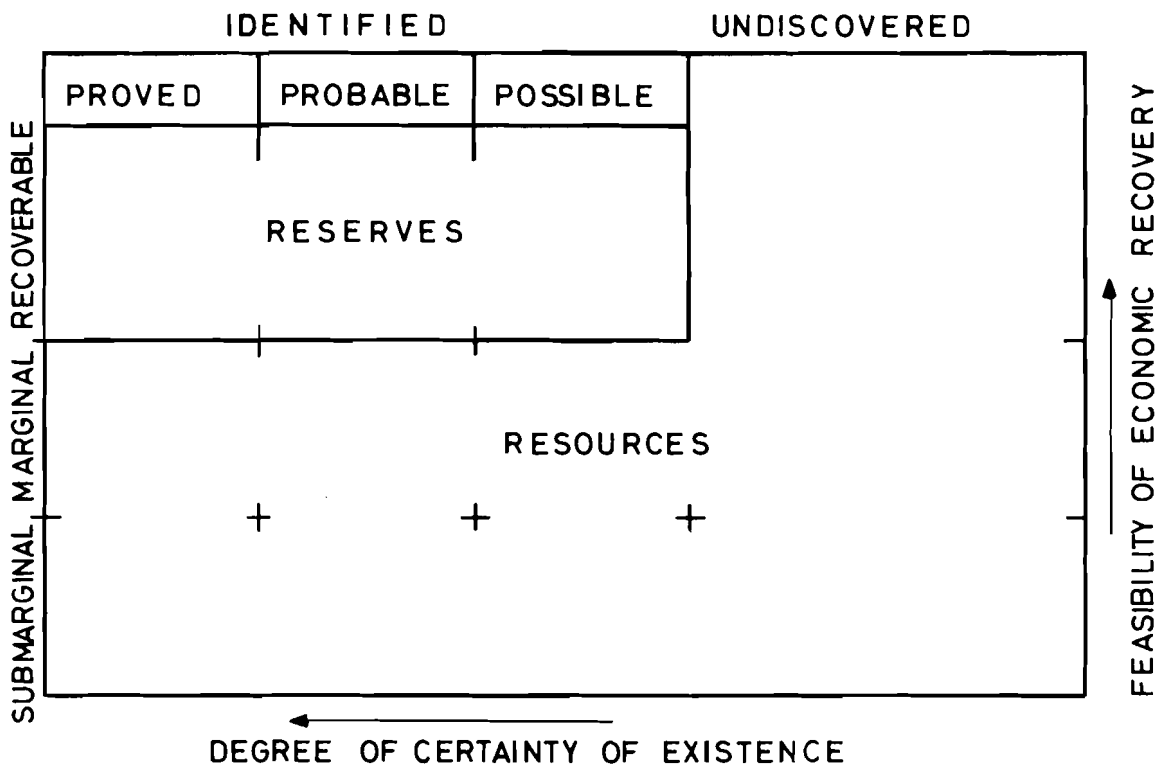 IDENTIFIED
UNDISCOVERED
PROVED
PROBABLE
POSSIBLE
RESERVES
RESOURCES
SUBMARGINAL MARGINAL RECOVERABLE
FEASIBILITY OF ECONOMIC RECOVERY
DEGREE OF CERTAINTY OF EXISTENCE